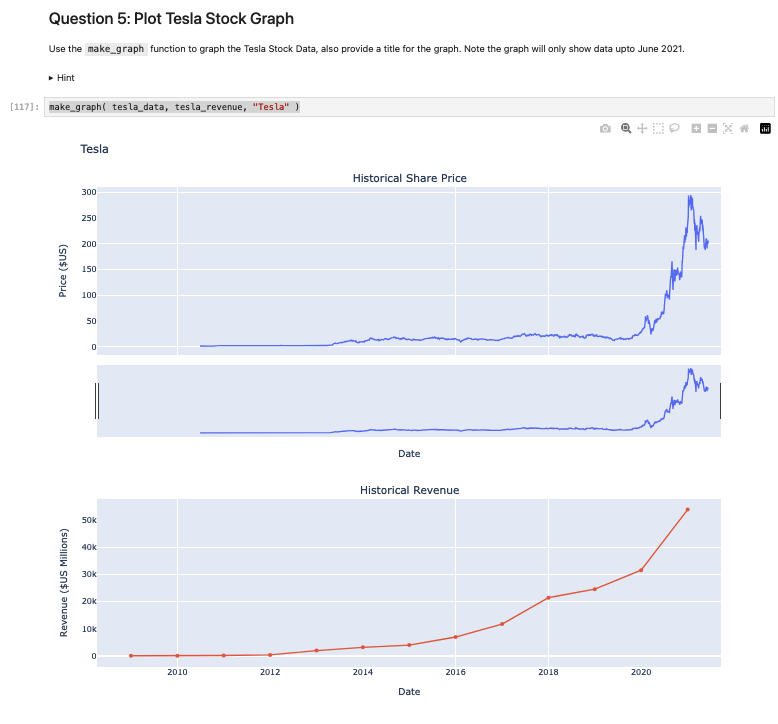 Question 5: Plot Tesla Stock Graph
Use the make_graph function to graph the Tesla Stock Data, also provide a title for the graph. Note the graph will only show data upto June 2021.
▸ Hint
[117]: make_graph( tesla_data, tesla_revenue, "Tesla" )
Tesla
Historical Share Price
300
250
200
150
100
50
0
Price ($US)
Date
Historical Revenue
50k
40k
30k
20k
10k
0
Revenue ($US Millions)
2010 2012 2014 2016 2018 2020
Date